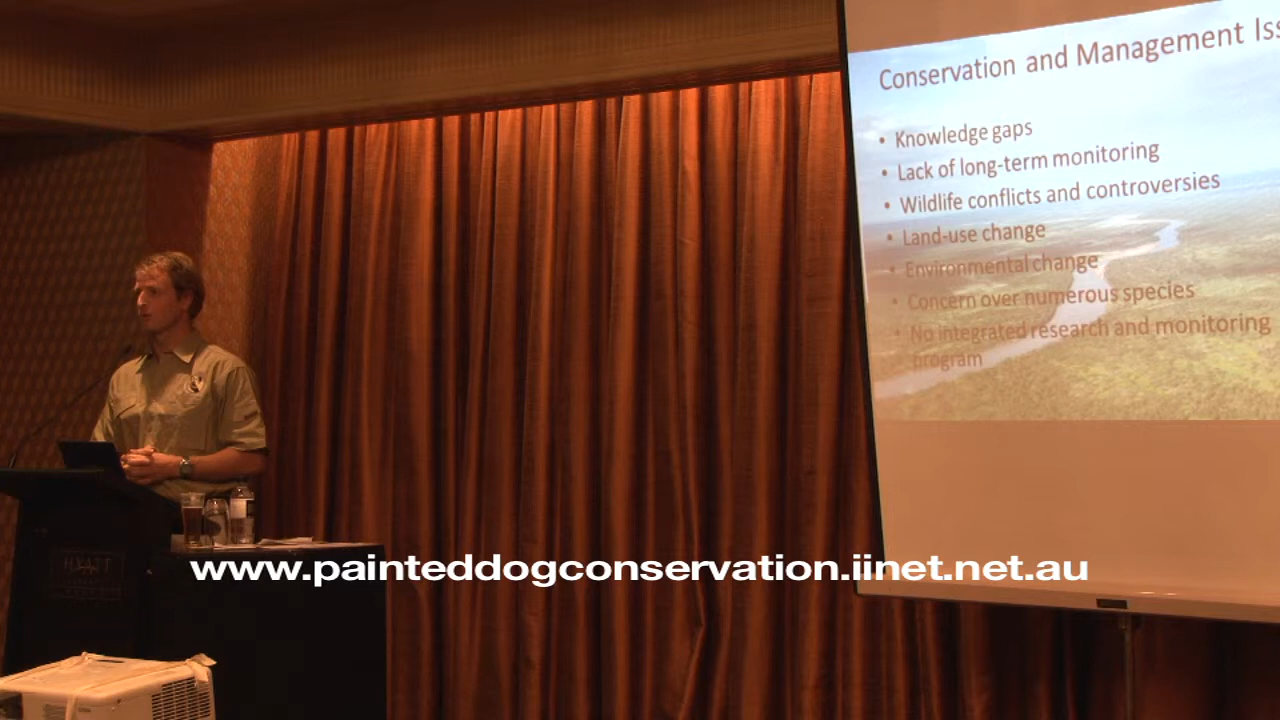 Conservation and Management Iss
• Knowledge gaps
• Lack of long-term monitoring
• Wildlife conflicts and controversies
• Land-use change
• Environmental change
• Concern over numerous species
• No integrated research and monitoring
program
HYATT
www.painteddogconservation.iinet.net.au